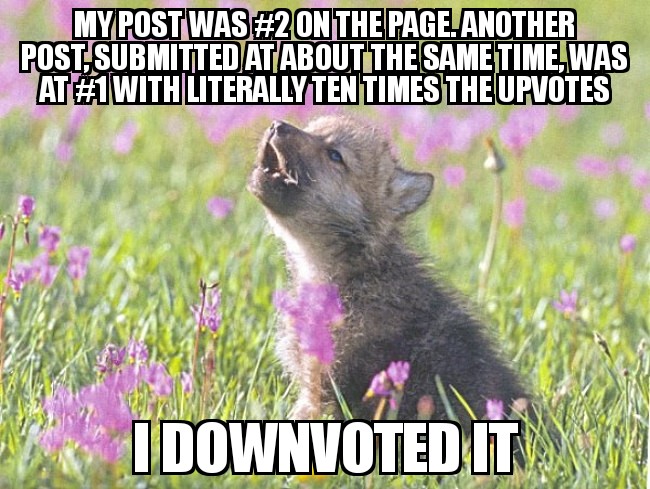 MY POST WAS #2 ON THE PAGE. ANOTHER
POST, SUBMITTED AT ABOUT THE SAME TIME, WAS
AT #1 WITH LITERALLY TEN TIMES THE UPVOTES
I DOWNVOTED IT